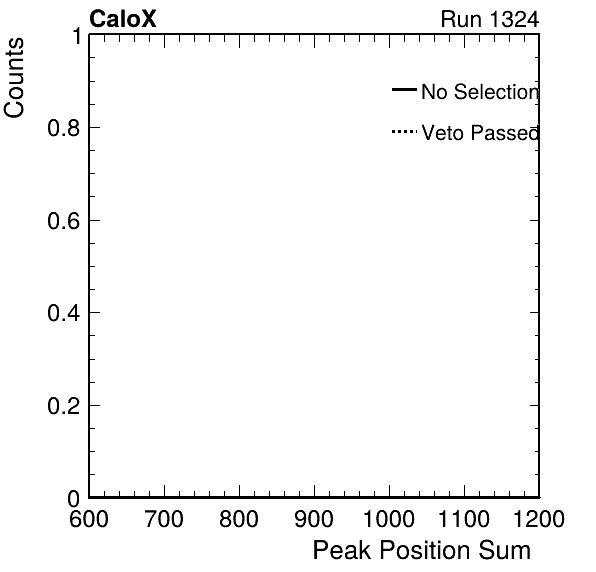 CaloX Run 1324
Counts
1
0.8
0.6
0.4
0.2
0
No Selection
Veto Passed
600 700 800 900 1000 1100 1200
Peak Position Sum